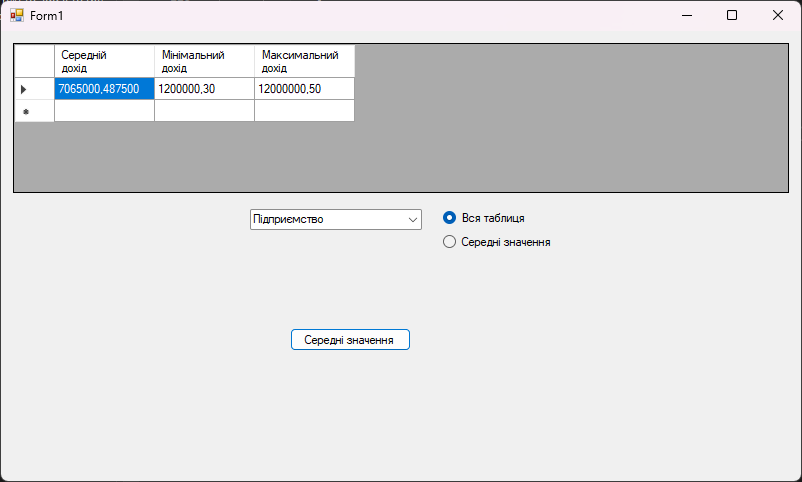 Form1
Середній Мінімальний Максимальний
дохід дохід дохід
7065000,487500 1200000,30 12000000,50
Підприємство
Вся таблиця
Середні значення
Середні значення